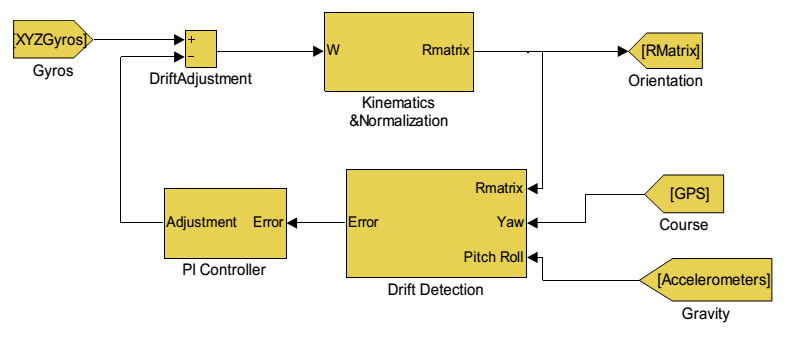 [XYZGyros]
Gyros
+
−
DriftAdjustment
W
Rmatrix
Kinematics
&Normalization
[RMatrix]
Orientation
Adjustment
Error
PI Controller
Error
Rmatrix
Yaw
Pitch Roll
Drift Detection
[GPS]
Course
[Accelerometers]
Gravity